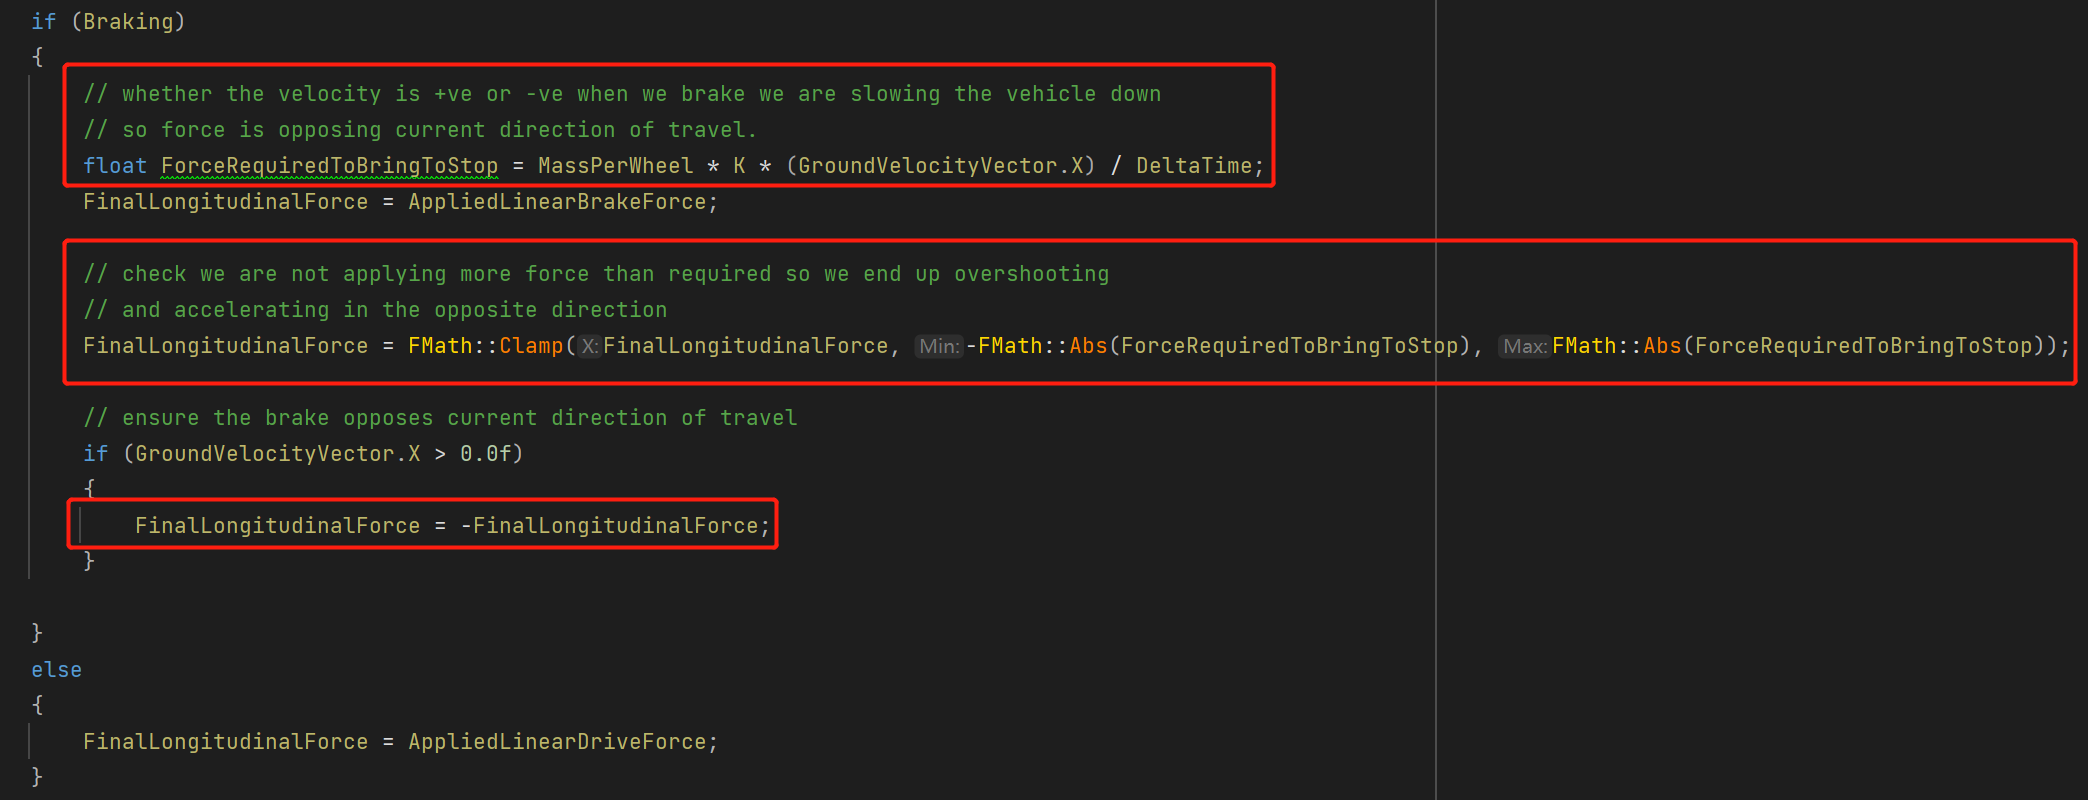 if (Braking)
{
// whether the velocity is +ve or -ve when we brake we are slowing the vehicle down
// so force is opposing current direction of travel.
float ForceRequiredToBringToStop = MassPerWheel * K * (GroundVelocityVector.X) / DeltaTime;
FinalLongitudinalForce = AppliedLinearBrakeForce;
// check we are not applying more force than required so we end up overshooting
// and accelerating in the opposite direction
FinalLongitudinalForce = FMath::Clamp(X:FinalLongitudinalForce, Min:-FMath::Abs(ForceRequiredToBringToStop), Max:FMath::Abs(ForceRequiredToBringToStop));
// ensure the brake opposes current direction of travel
if (GroundVelocityVector.X > 0.0f)
{
FinalLongitudinalForce = -FinalLongitudinalForce;
}
}
else
{
FinalLongitudinalForce = AppliedLinearDriveForce;
}